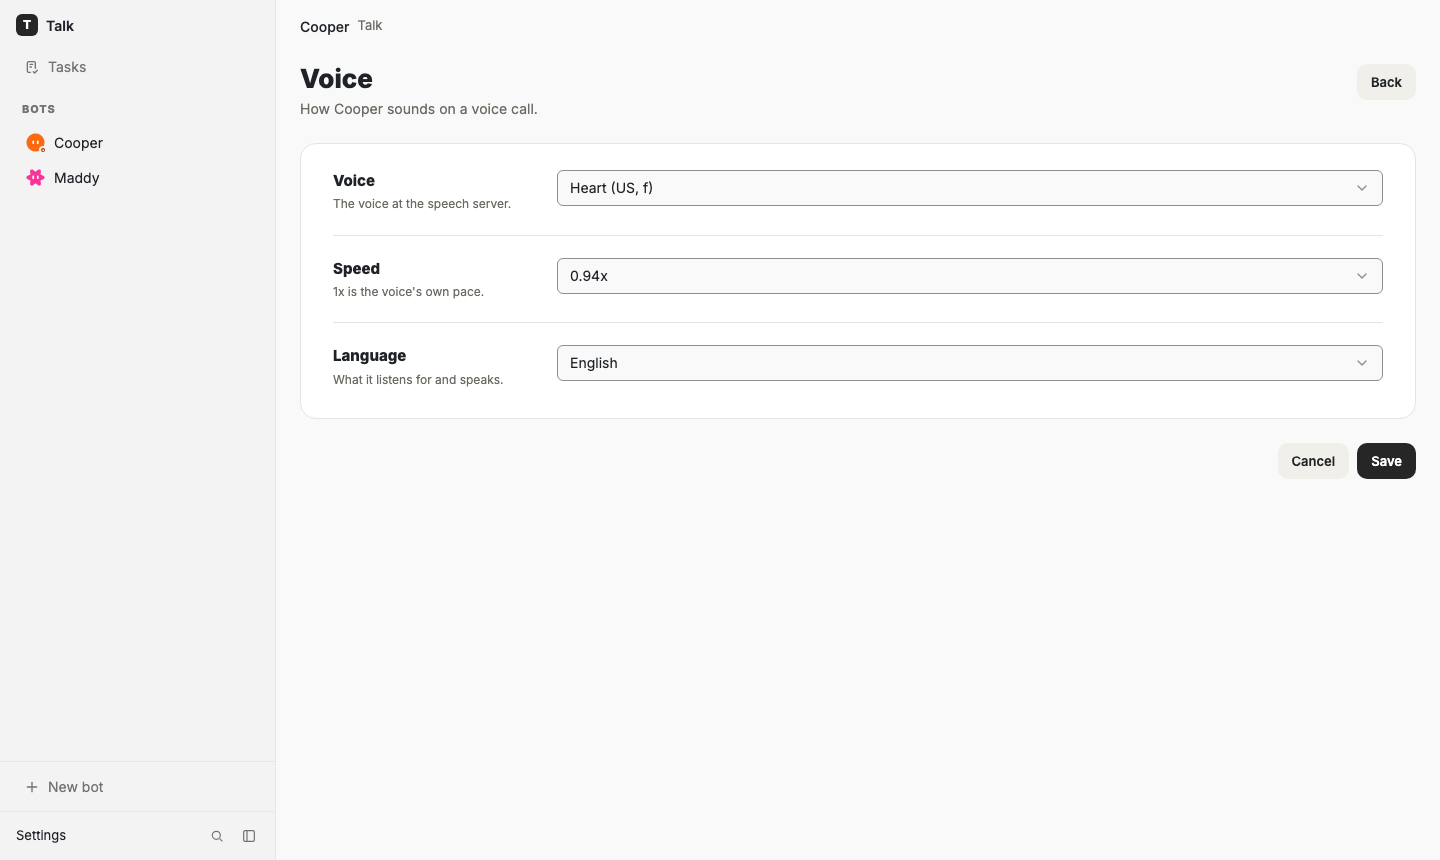 T Talk
Tasks
BOTS
Cooper
Maddy
New bot
Settings
Cooper Talk
Voice
Back
How Cooper sounds on a voice call.
Voice
Heart (US, f)
The voice at the speech server.
Speed
0.94x
1x is the voice's own pace.
Language
English
What it listens for and speaks.
Cancel
Save